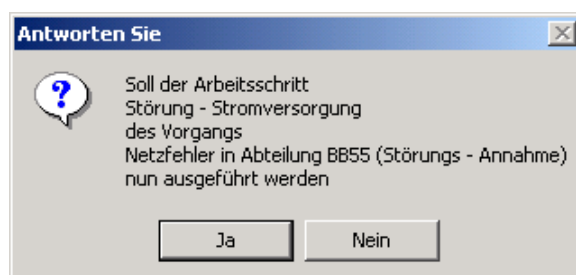 Antworten Sie
Soll der Arbeitsschritt
Störung - Stromversorgung
des Vorgangs
Netzfehler in Abteilung BB55 (Störungs - Annahme)
nun ausgeführt werden
Ja
Nein